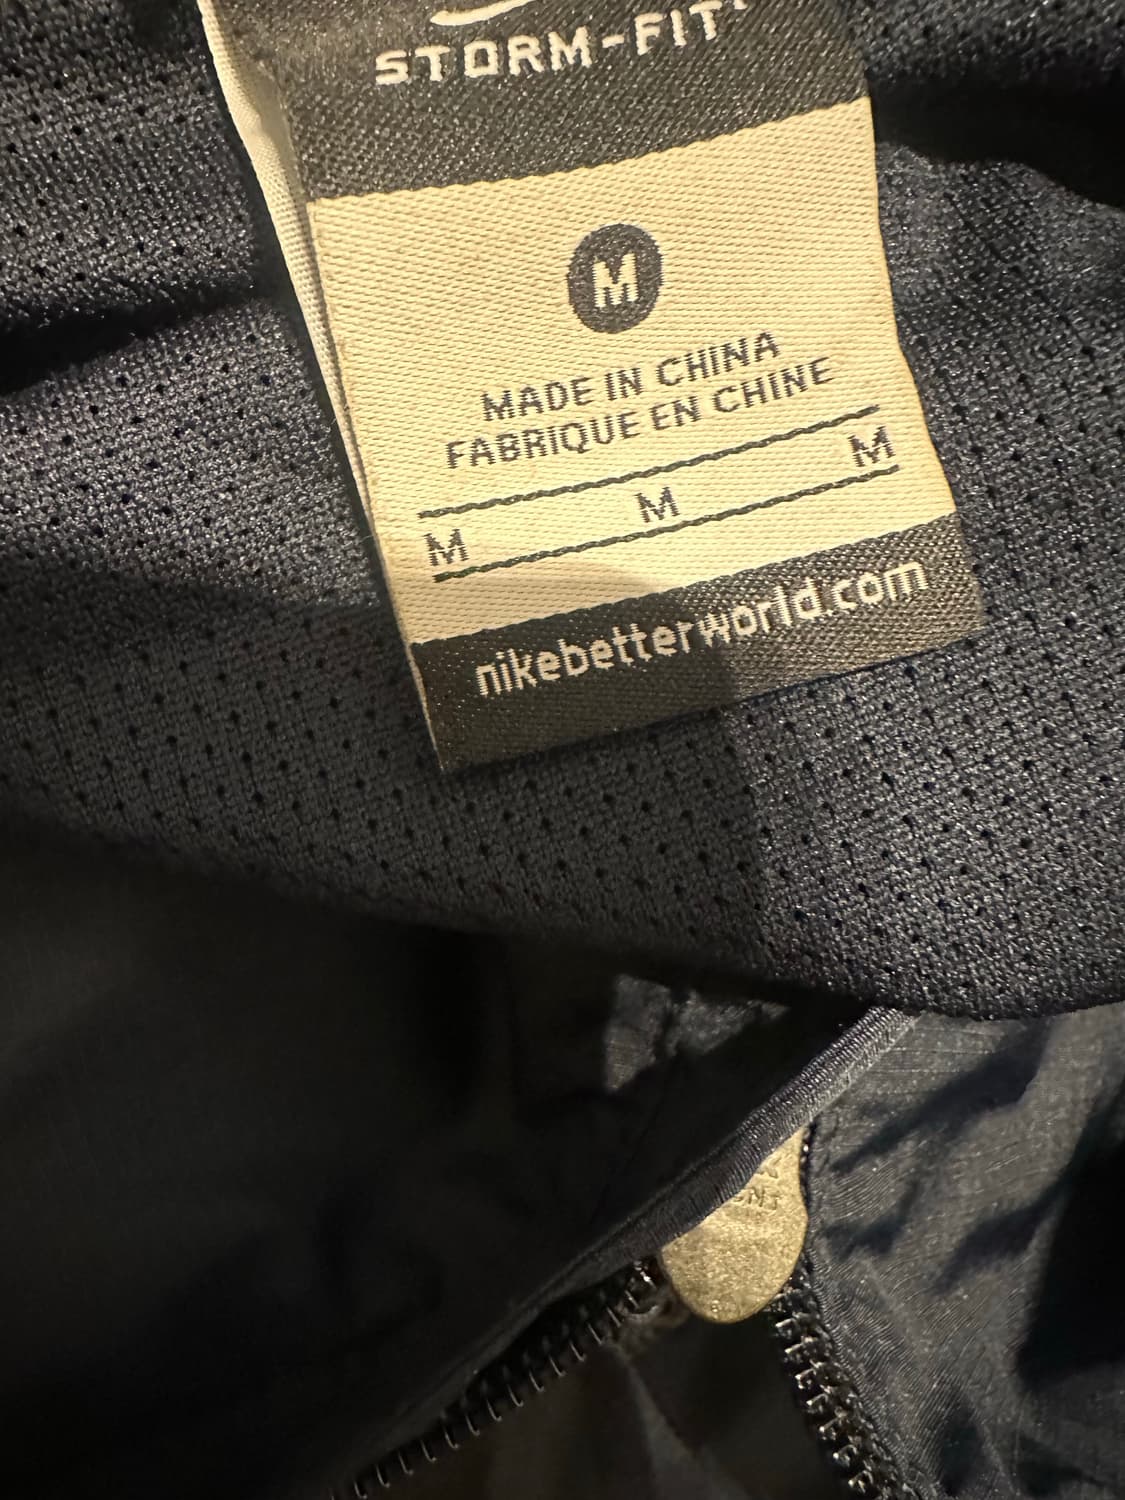 STORM-FIT
M
MADE IN CHINA
FABRIQUE EN CHINE
M M M
nikebetterworld.com